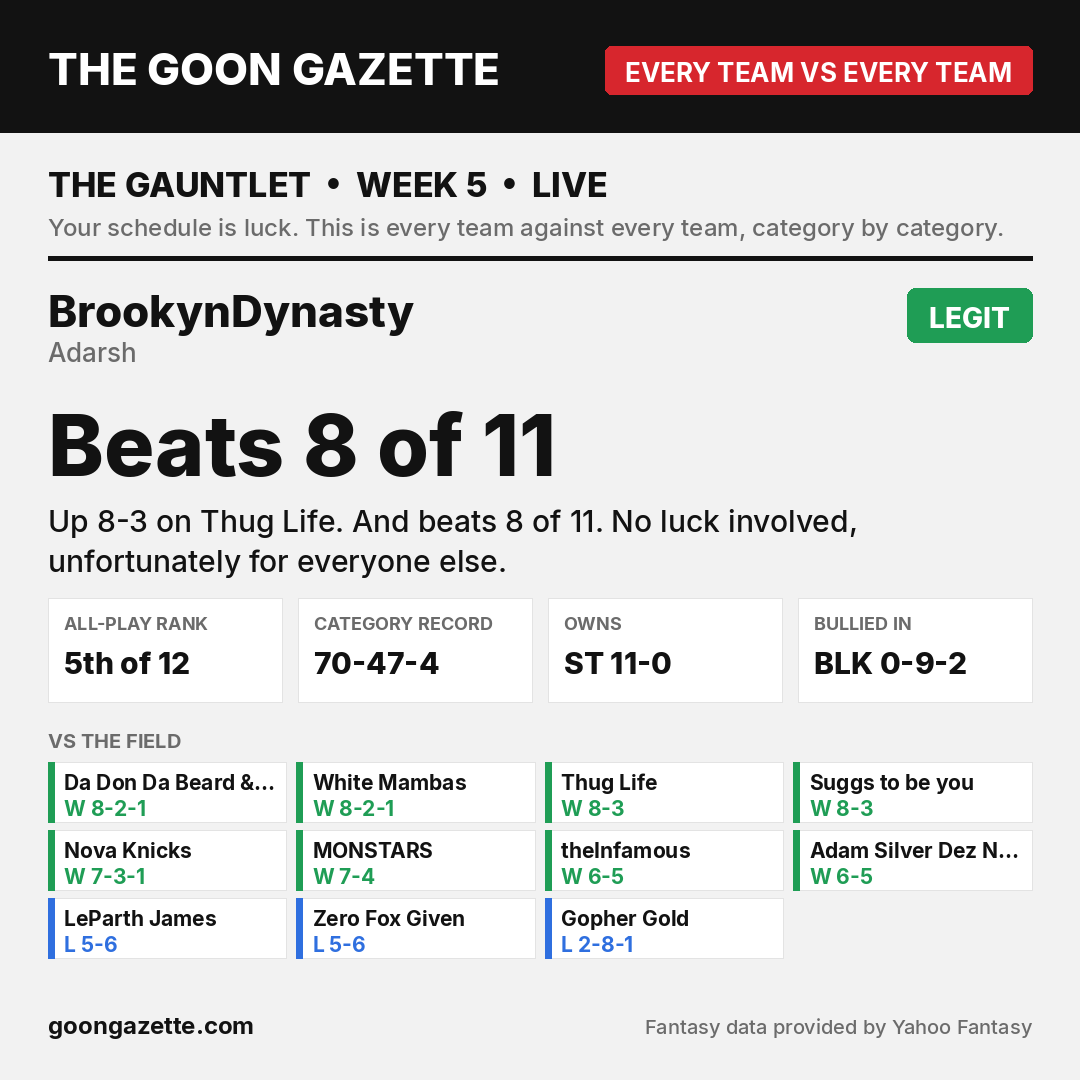 THE GOON GAZETTE
EVERY TEAM VS EVERY TEAM
THE GAUNTLET • WEEK 5 • LIVE
Your schedule is luck. This is every team against every team, category by category.
BrookynDynasty
LEGIT
Adarsh
Beats 8 of 11
Up 8-3 on Thug Life. And beats 8 of 11. No luck involved,
unfortunately for everyone else.
ALL-PLAY RANK
5th of 12
CATEGORY RECORD
70-47-4
OWNS
ST 11-0
BULLIED IN
BLK 0-9-2
VS THE FIELD
Da Don Da Beard &...
W 8-2-1
White Mambas
W 8-2-1
Thug Life
W 8-3
Suggs to be you
W 8-3
Nova Knicks
W 7-3-1
MONSTARS
W 7-4
theInfamous
W 6-5
Adam Silver Dez N...
W 6-5
LeParth James
L 5-6
Zero Fox Given
L 5-6
Gopher Gold
L 2-8-1
goongazette.com
Fantasy data provided by Yahoo Fantasy